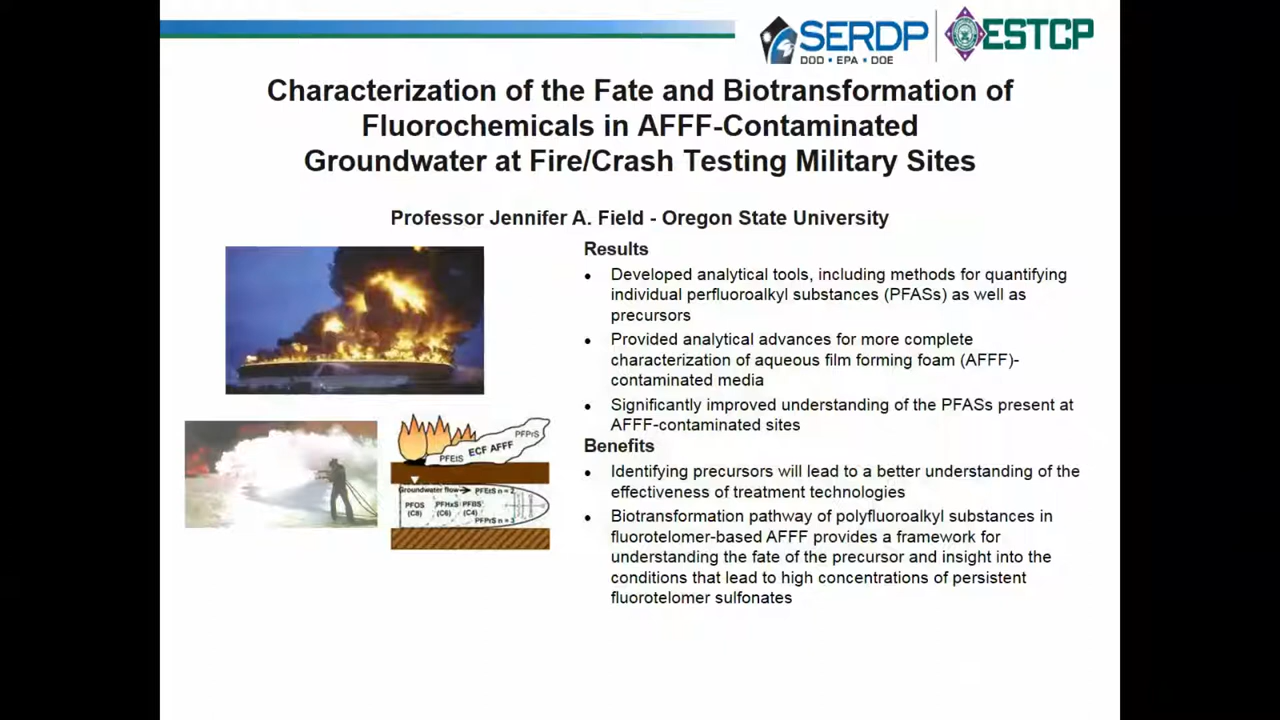 SERDP
DOD • EPA • DOE
ESTCP
Characterization of the Fate and Biotransformation of
Fluorochemicals in AFFF-Contaminated
Groundwater at Fire/Crash Testing Military Sites
Professor Jennifer A. Field - Oregon State University
Results
• Developed analytical tools, including methods for quantifying
individual perfluoroalkyl substances (PFASs) as well as
precursors
• Provided analytical advances for more complete
characterization of aqueous film forming foam (AFFF)-
contaminated media
• Significantly improved understanding of the PFASs present at
AFFF-contaminated sites
Benefits
• Identifying precursors will lead to a better understanding of the
effectiveness of treatment technologies
• Biotransformation pathway of polyfluoroalkyl substances in
fluorotelomer-based AFFF provides a framework for
understanding the fate of the precursor and insight into the
conditions that lead to high concentrations of persistent
fluorotelomer sulfonates
PFPrS
ECF AFFF
PFEtS
Groundwater flow
PFEtS n = 2
PFOS PFHxS PFBS
(C8) (C6) (C4)
PFPrS n = 3